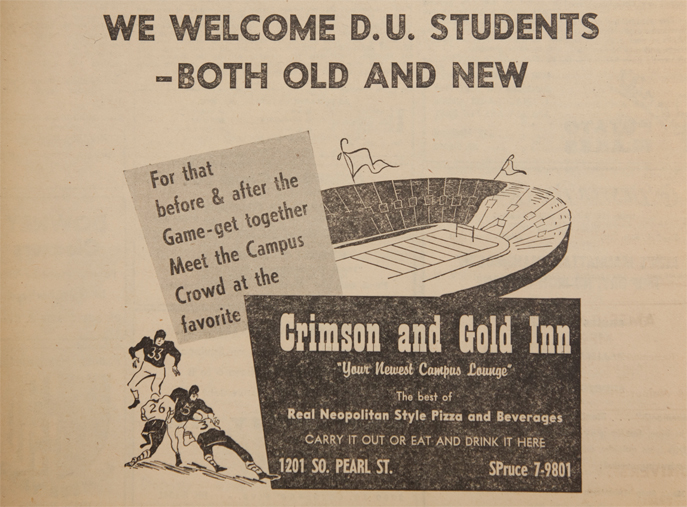 WE WELCOME D.U. STUDENTS
-BOTH OLD AND NEW
For that
before & after the
Game-get together
Meet the Campus
Crowd at the
favorite
Crimson and Gold Inn
"Your Newest Campus Lounge"
The best of
Real Neopolitan Style Pizza and Beverages
CARRY IT OUT OR EAT AND DRINK IT HERE
1201 SO. PEARL ST. SPruce 7-9801
33
26
5
3